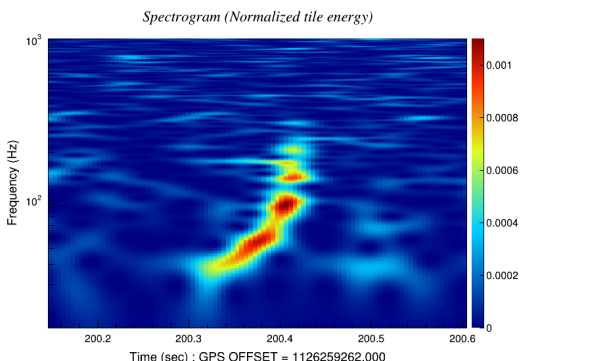 Spectrogram (Normalized tile energy)
10³
10²
Frequency (Hz)
0.001
0.0008
0.0006
0.0004
0.0002
0
200.2 200.3 200.4 200.5 200.6
Time (sec) : GPS OFFSET = 1126259262.000